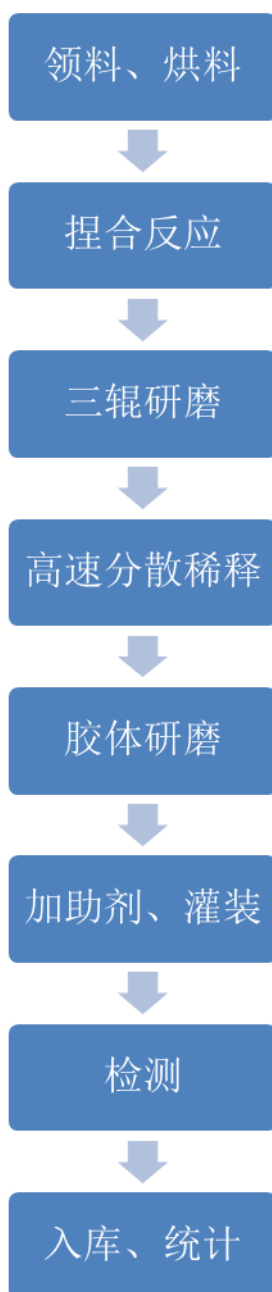 领料、烘料
捏合反应
三辊研磨
高速分散稀释
胶体研磨
加助剂、灌装
检测
入库、统计